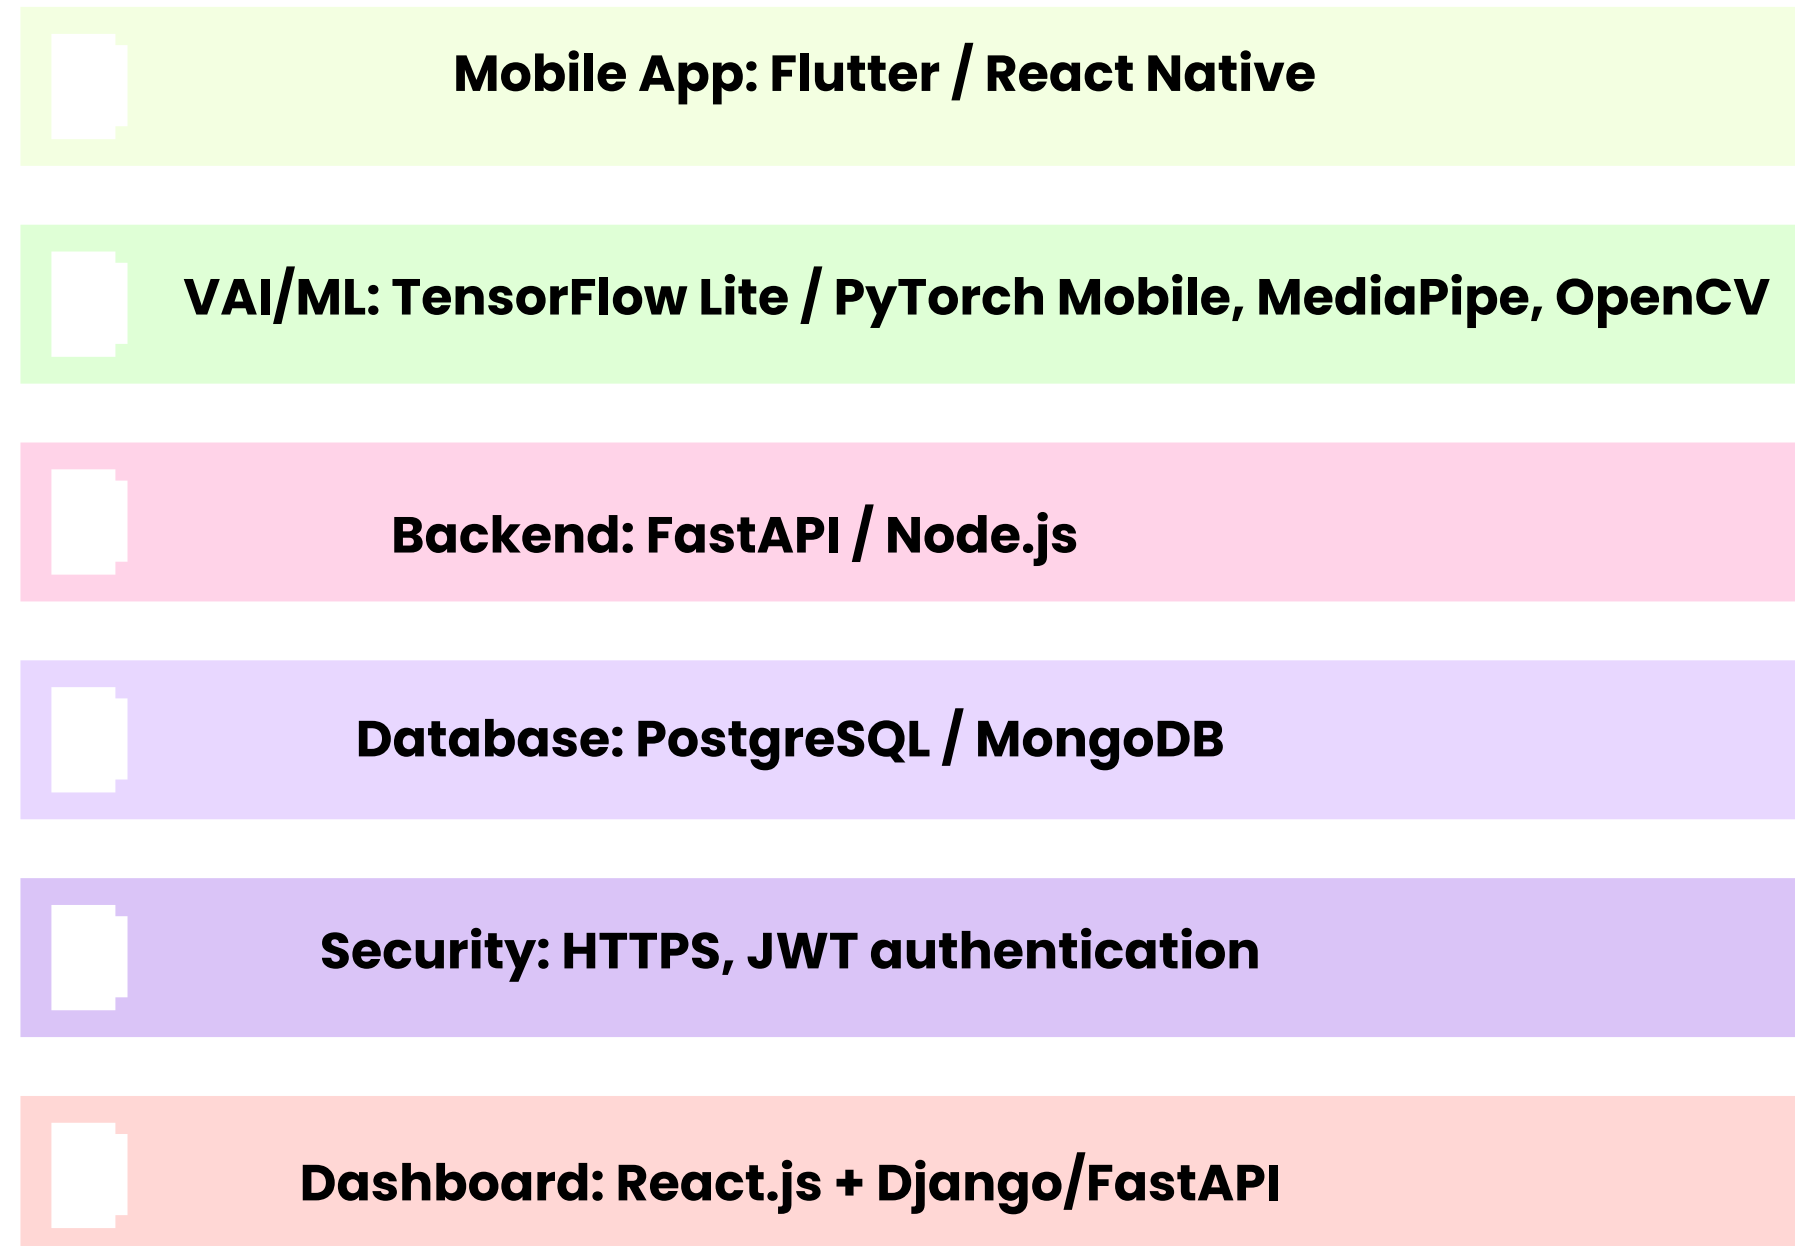 Mobile App: Flutter / React Native
VAI/ML: TensorFlow Lite / PyTorch Mobile, MediaPipe, OpenCV
Backend: FastAPI / Node.js
Database: PostgreSQL / MongoDB
Security: HTTPS, JWT authentication
Dashboard: React.js + Django/FastAPI